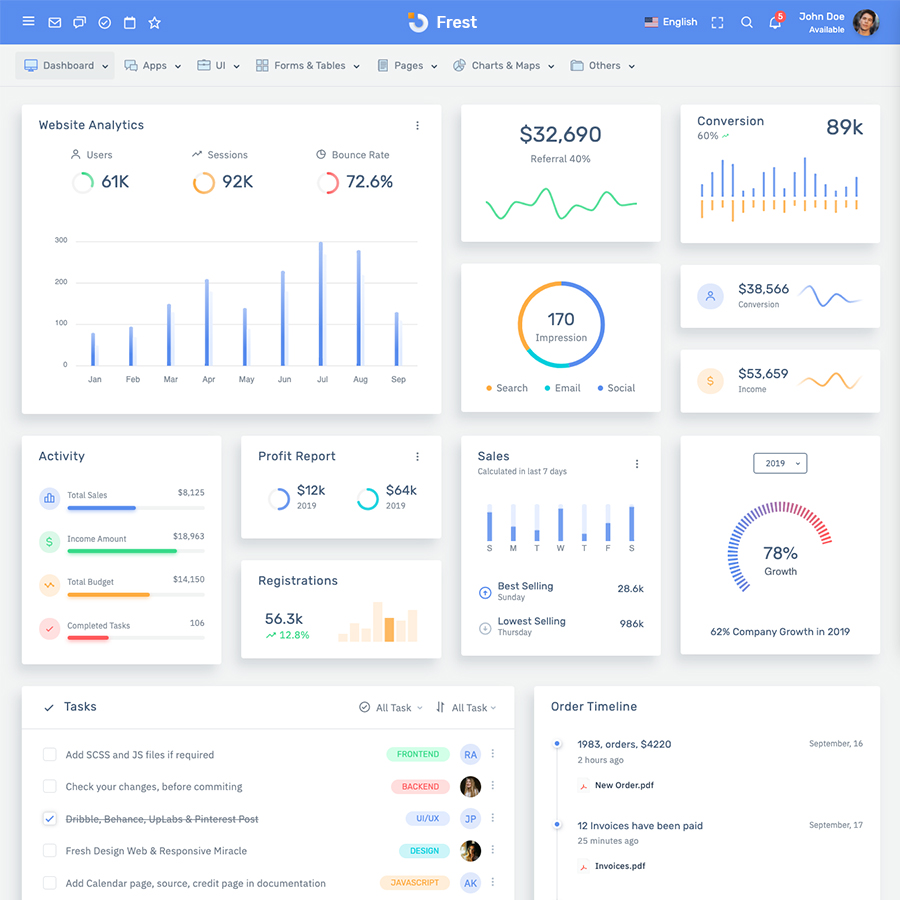 Frest
English
5
John Doe
Available
Dashboard
Apps
UI
Forms & Tables
Pages
Charts & Maps
Others
Website Analytics
Users
61K
Sessions
92K
Bounce Rate
72.6%
300
200
100
0
Jan Feb Mar Apr May Jun Jul Aug Sep
$32,690
Referral 40%
Conversion
60%
89k
170
Impression
Search Email Social
$38,566
Conversion
$53,659
Income
Activity
Total Sales $8,125
Income Amount $18,963
Total Budget $14,150
Completed Tasks 106
Profit Report
$12k
2019
$64k
2019
Registrations
56.3k
12.8%
Sales
Calculated in last 7 days
S M T W T F S
Best Selling
Sunday
28.6k
Lowest Selling
Thursday
986k
2019
78%
Growth
62% Company Growth in 2019
Tasks
All Task
All Task
Add SCSS and JS files if required FRONTEND RA
Check your changes, before commiting BACKEND
Dribble, Behance, UpLabs & Pinterest Post UI/UX JP
Fresh Design Web & Responsive Miracle DESIGN
Add Calendar page, source, credit page in documentation JAVASCRIPT AK
Order Timeline
1983, orders, $4220 September, 16
2 hours ago
New Order.pdf
12 Invoices have been paid September, 17
25 minutes ago
Invoices.pdf